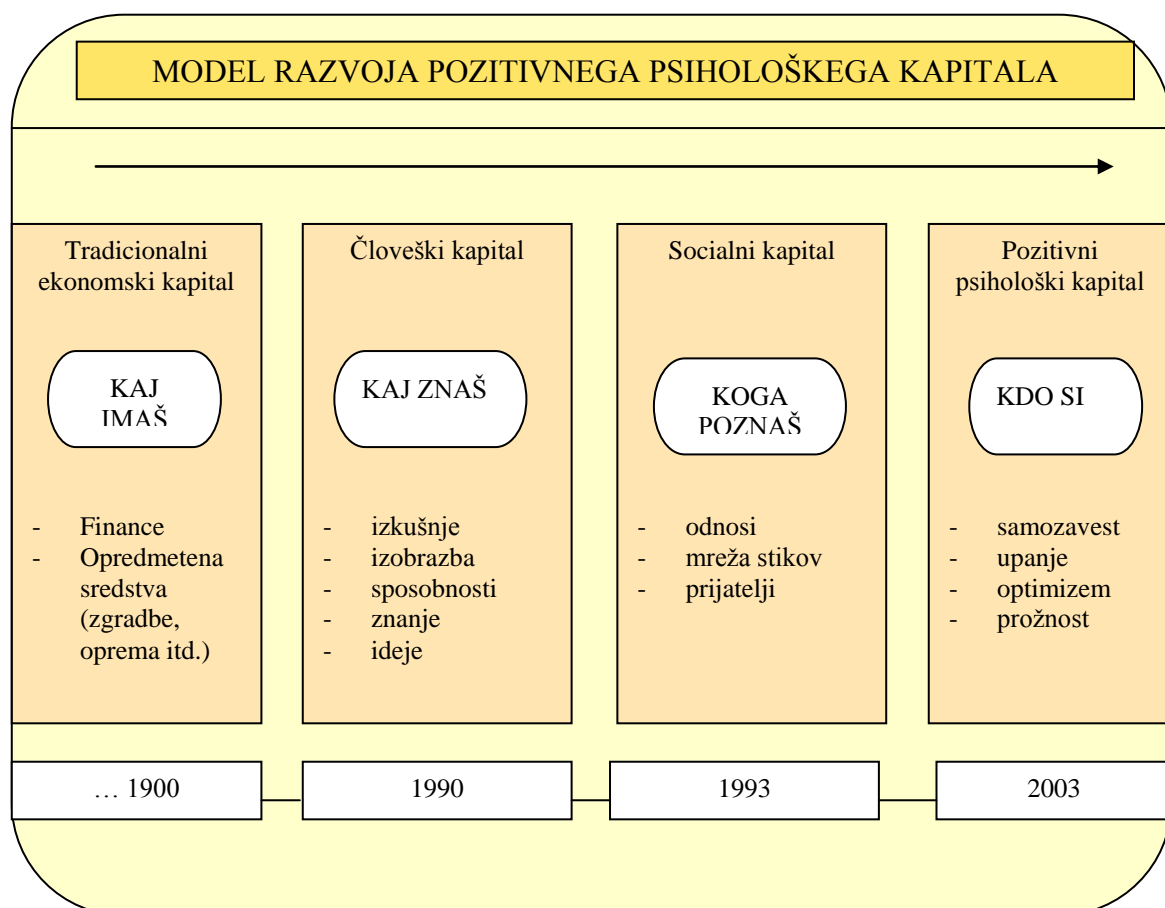 MODEL RAZVOJA POZITIVNEGA PSIHOLOŠKEGA KAPITALA
Tradicionalni
ekonomski kapital
KAJ
IMAŠ
- Finance
- Opredmetena
sredstva
(zgradbe,
oprema itd.)
Človeški kapital
KAJ ZNAŠ
- izkušnje
- izobrazba
- sposobnosti
- znanje
- ideje
Socialni kapital
KOGA
POZNAŠ
- odnosi
- mreža stikov
- prijatelji
Pozitivni
psihološki kapital
KDO SI
- samozavest
- upanje
- optimizem
- prožnost
… 1900
1990
1993
2003